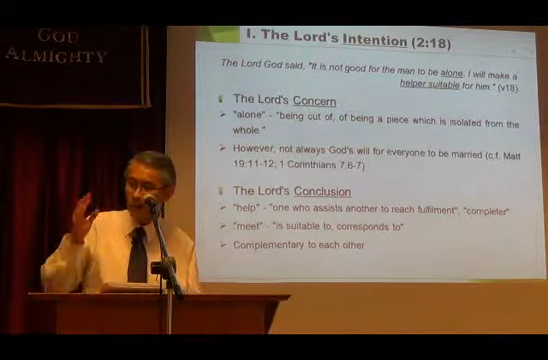 GOD
ALMIGHTY
I. The Lord's Intention (2:18)
The Lord God said, "It is not good for the man to be alone. I will make a
helper suitable for him." (v18)
The Lord's Concern
"alone" - "being cut of, of being a piece which is isolated from the
whole."
However, not always God's will for everyone to be married (c.f. Matt
19:11-12; 1 Corinthians 7.6-7)
The Lord's Conclusion
"help" - "one who assists another to reach fulfilment", "completer"
"meet" - "is suitable to, corresponds to"
Complementary to each other